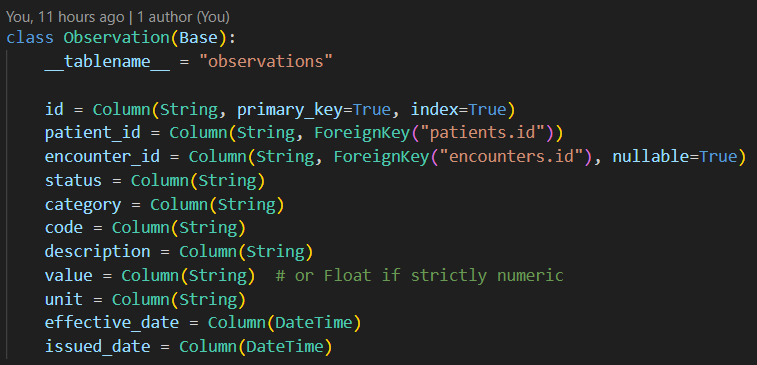 You, 11 hours ago | 1 author (You)
class Observation(Base):
    __tablename__ = "observations"

    id = Column(String, primary_key=True, index=True)
    patient_id = Column(String, ForeignKey("patients.id"))
    encounter_id = Column(String, ForeignKey("encounters.id"), nullable=True)
    status = Column(String)
    category = Column(String)
    code = Column(String)
    description = Column(String)
    value = Column(String)  # or Float if strictly numeric
    unit = Column(String)
    effective_date = Column(DateTime)
    issued_date = Column(DateTime)